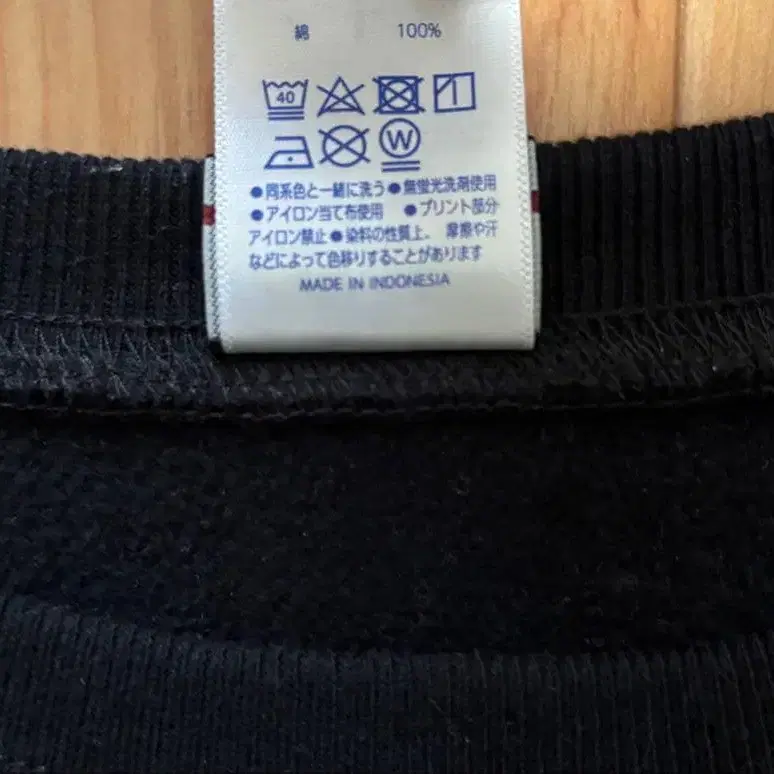 綿 100%
40
W
●同系色と一緒に洗う●無蛍光洗剤使用
●アイロン当て布使用 ●プリント部分
アイロン禁止●染料の性質上、摩擦や汗
などによって色移りすることがあります
MADE IN INDONESIA